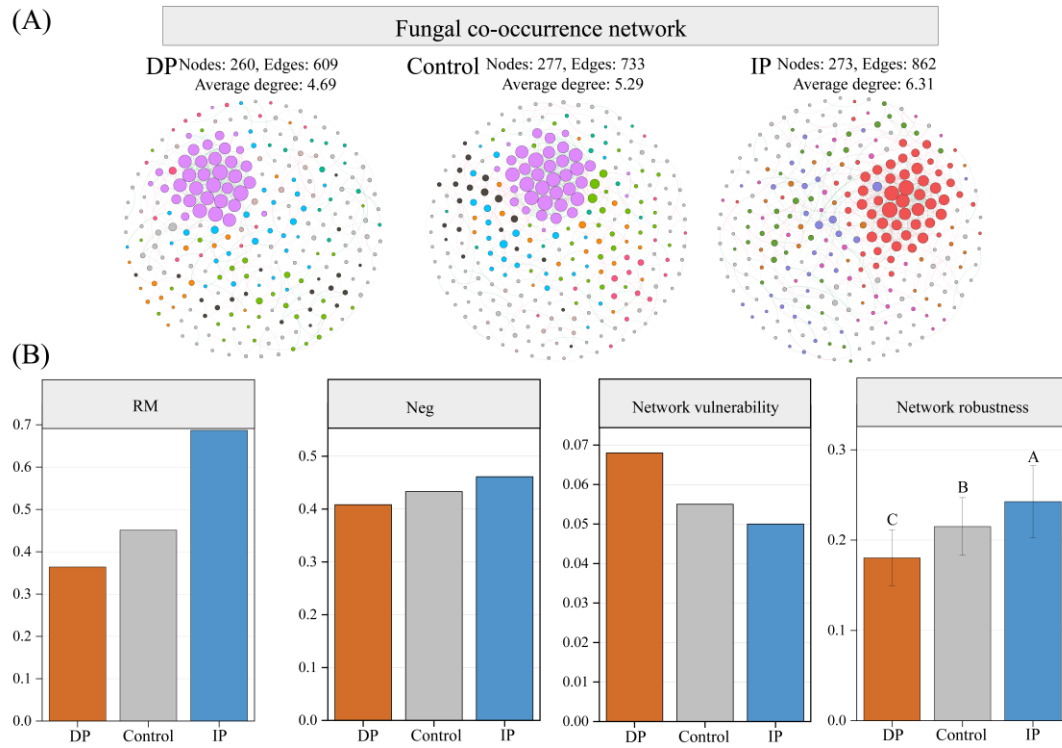 (A)
Fungal co-occurrence network
DP Nodes: 260, Edges: 609
Average degree: 4.69
Control Nodes: 277, Edges: 733
Average degree: 5.29
IP Nodes: 273, Edges: 862
Average degree: 6.31
(B)
RM
0.7
0.6
0.5
0.4
0.3
0.2
0.1
0.0
DP Control IP
Neg
0.5
0.4
0.3
0.2
0.1
0.0
DP Control IP
Network vulnerability
0.07
0.06
0.05
0.04
0.03
0.02
0.01
0.00
DP Control IP
Network robustness
0.3
0.2
0.1
0.0
C B A
DP Control IP